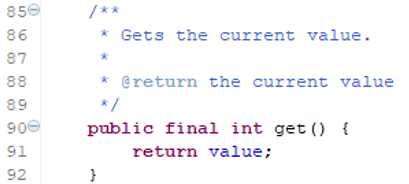 85 /**
86  * Gets the current value.
87  *
88  * @return the current value
89  */
90 public final int get() {
91     return value;
92 }